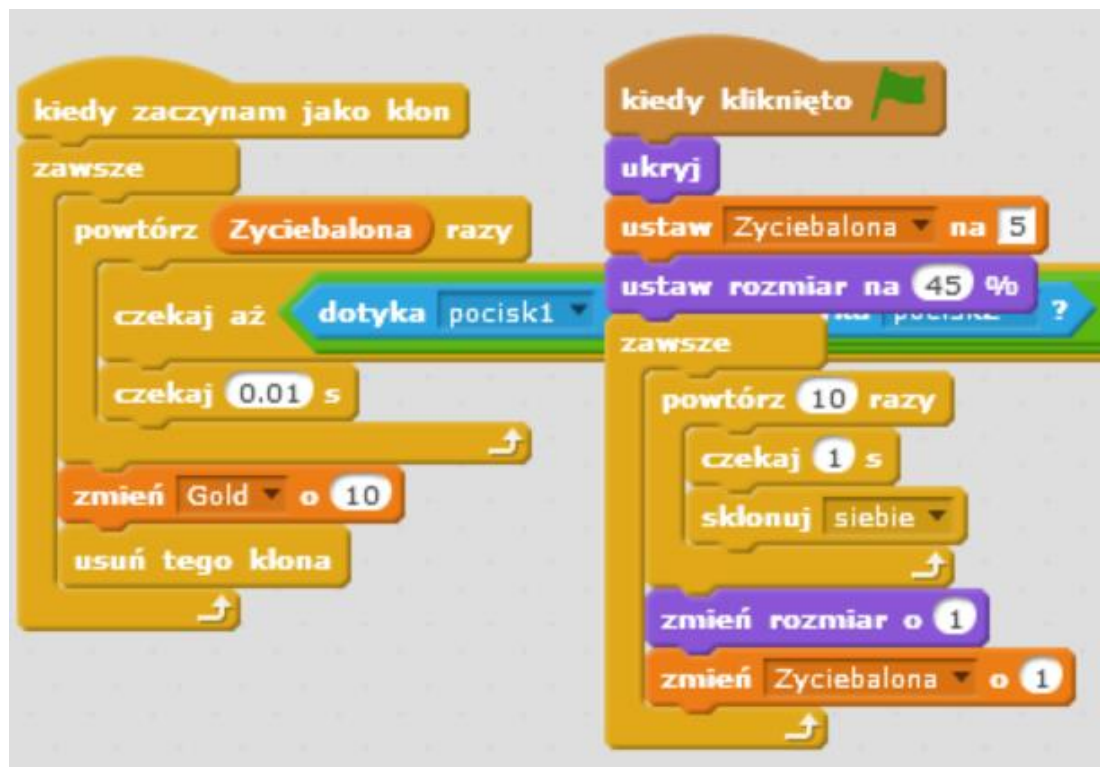 kiedy zaczynam jako klon
zawsze
powtórz Zyciebalona razy
czekaj aż dotyka pocisk1
czekaj 0.01 s
zmień Gold o 10
usuń tego klona
kiedy kliknięto
ukryj
ustaw Zyciebalona na 5
ustaw rozmiar na 45 %
?
zawsze
powtórz 10 razy
czekaj 1 s
sklonuj siebie
zmień rozmiar o 1
zmień Zyciebalona o 1